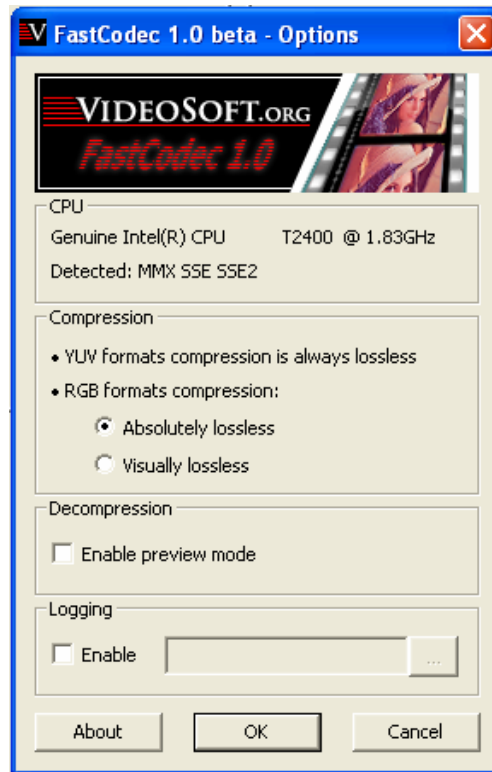 FastCodec 1.0 beta - Options
VIDEOSOFT.ORG
FastCodec 1.0
CPU
Genuine Intel(R) CPU T2400 @ 1.83GHz
Detected: MMX SSE SSE2
Compression
• YUV formats compression is always lossless
• RGB formats compression:
Absolutely lossless
Visually lossless
Decompression
Enable preview mode
Logging
Enable ...
About OK Cancel